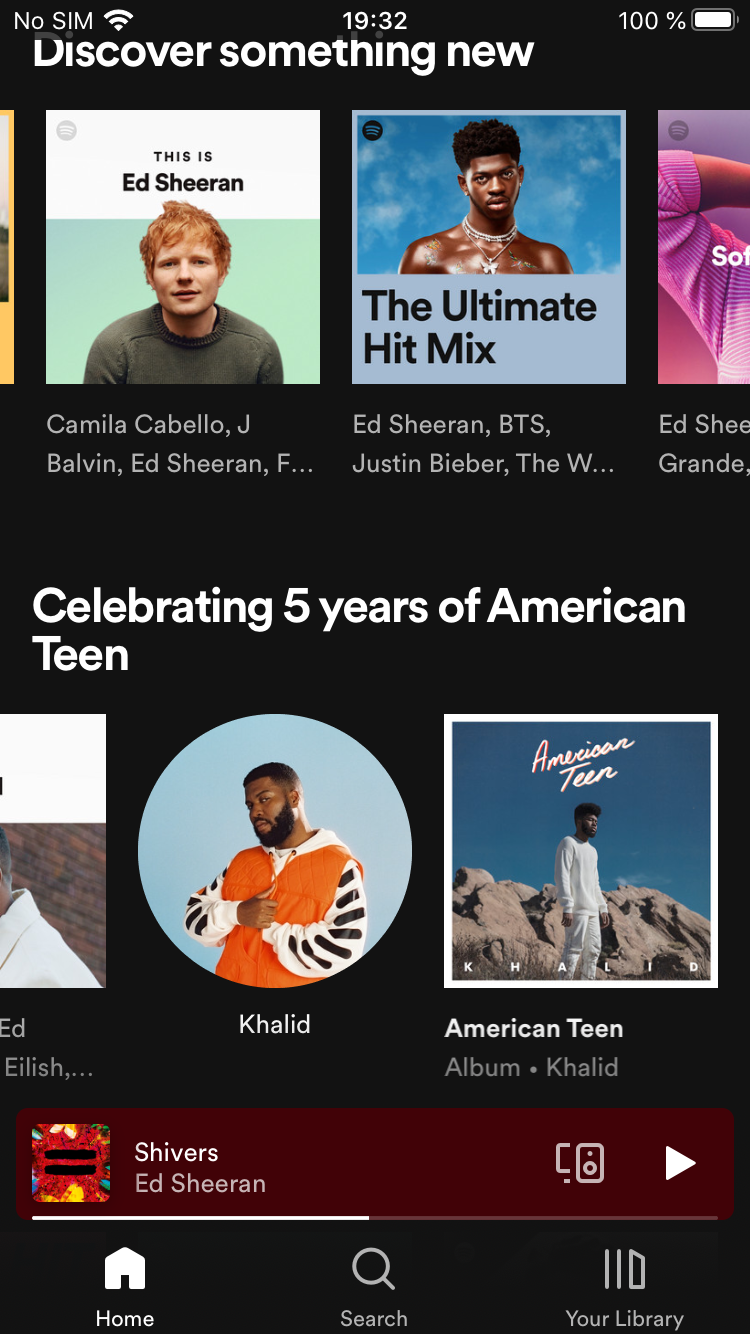 No SIM 19:32 100 %
Discover something new
THIS IS
Ed Sheeran
The Ultimate
Hit Mix
Camila Cabello, J
Balvin, Ed Sheeran, F…
Ed Sheeran, BTS,
Justin Bieber, The W…
Ed Shee
Grande,
Celebrating 5 years of American
Teen
American
Teen
KHALID
Ed
Eilish,…
Khalid
American Teen
Album • Khalid
Shivers
Ed Sheeran
Home Search Your Library